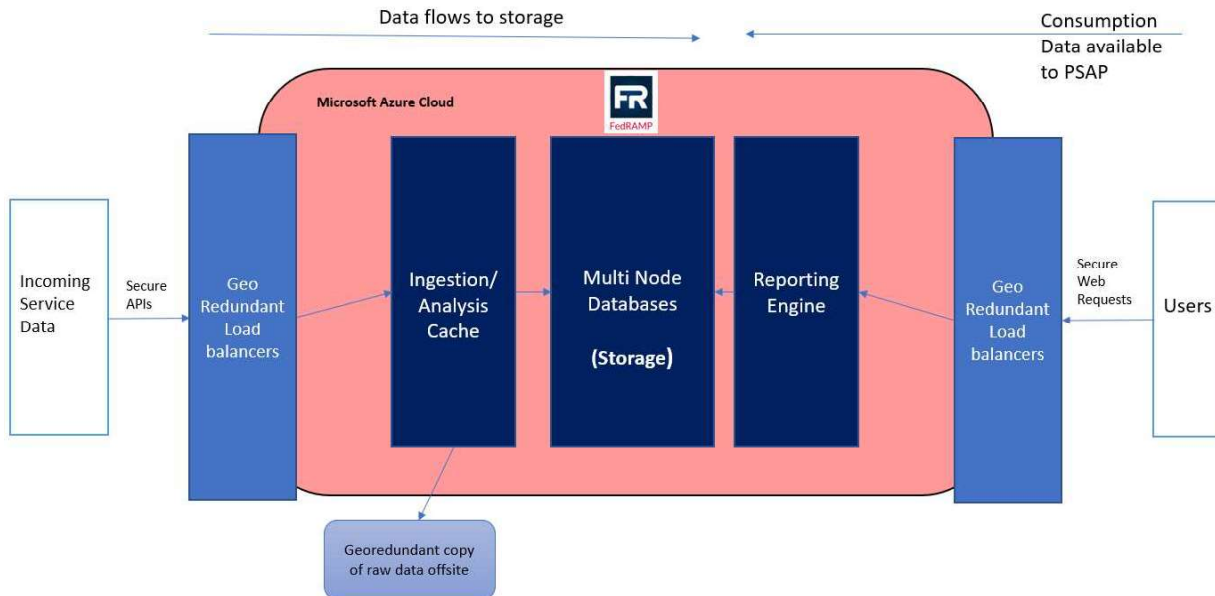 Data flows to storage
Consumption
Data available
to PSAP
Microsoft Azure Cloud
FR
FedRAMP
Incoming
Service
Data
Secure
APIs
Geo
Redundant
Load
balancers
Ingestion/
Analysis
Cache
Multi Node
Databases
(Storage)
Reporting
Engine
Geo
Redundant
Load
balancers
Secure
Web
Requests
Users
Georedundant copy
of raw data offsite